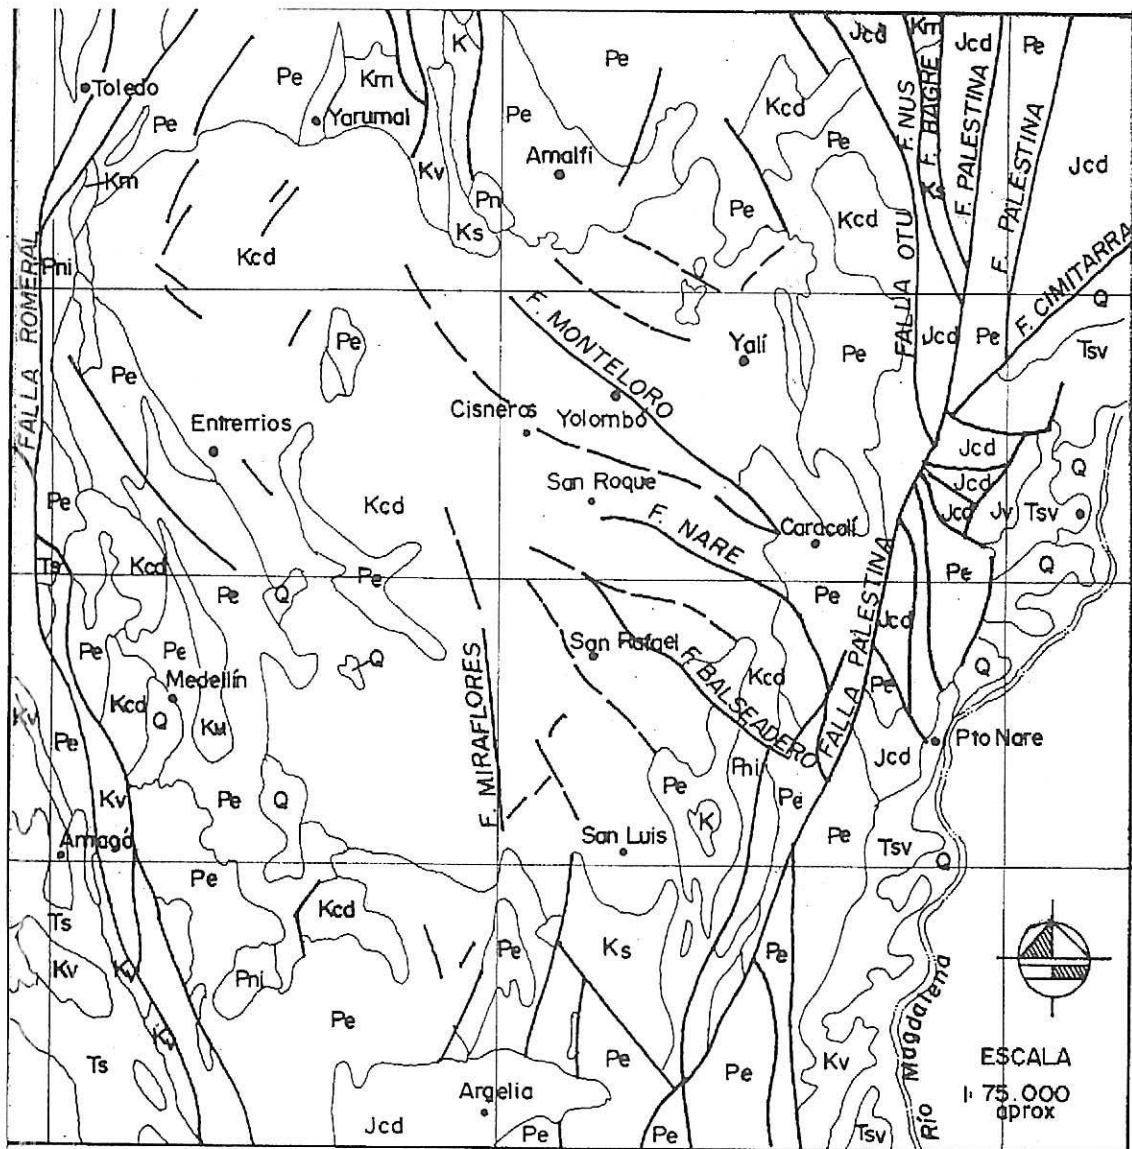 Jcd
Km
Jcd
Pe
K
Pe
Km
Pe
Toledo
Kcd
Pe
Yarumal
Pe
Pe
F. NUS
F. BAGRE
F. PALESTINA
F. PALESTINA
Amalfi
Km
Kv
Pn
Ks
Pe
Kcd
Jcd
Ks
Kcd
FALLA ROMERAL
Pni
FALLA OTU
F. CIMITARRA
Q
F. MONTELORO
Pe
Yalí
Pe
Jcd
Pe
Tsv
Pe
Entrerrios
Cisneros
Yolombó
Jcd
Q
Pe
Kcd
San Roque
F. NARE
Caracolí
Jcd
Jcd
Jv
Tsv
Ts
Kcd
Pe
Q
Pe
Pe
FALLA PALESTINA
Pe
Q
Jcd
Pe
Pe
Medellín
Q
San Rafael
F. BALSEADERO
Kcd
Pe
Q
Kv
Kcd
Q
Pe
F. MIRAFLORES
Jcd
Pto Nare
Kv
Pe
Q
Pe
K
Pe
Amagá
San Luis
Pe
Tsv
Q
Pe
Kcd
Ts
Kv
Kv
Pni
Pe
Ks
Pe
Pe
Kv
Ts
Pe
Pe
Kv
Río Magdalena
ESCALA
1: 75.000
aprox
Argelia
Jcd
Pe
Pe
Tsv